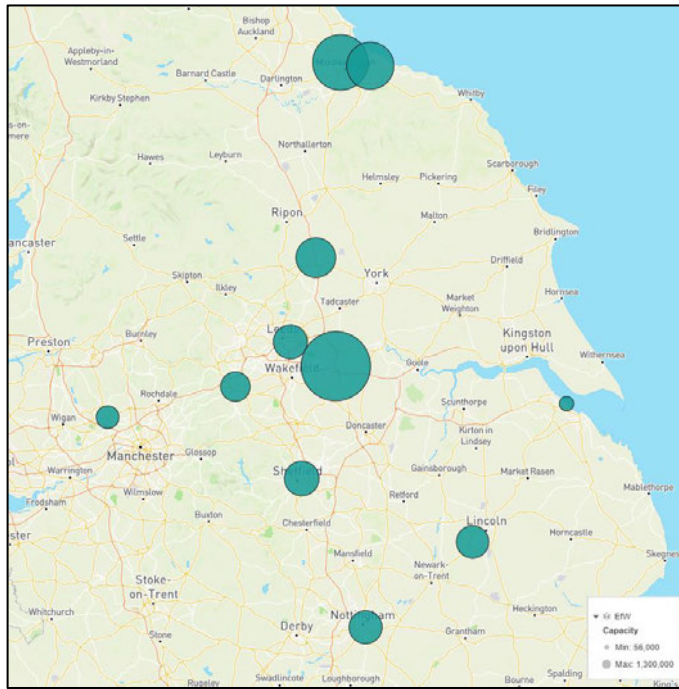 Bishop
Auckland
Appleby-in-
Westmorland
Barnard Castle
Darlington
Kirkby Stephen
Whitby
Northallerton
Hawes
Leyburn
Scarborough
Helmsley
Pickering
Filey
Ripon
Malton
Bridlington
Settle
Driffield
York
Skipton
Ilkley
Hornsea
Tadcaster
Market
Weighton
Preston
Burnley
Kingston
upon Hull
Withernsea
Wakefield
Goole
Rochdale
Scunthorpe
Wigan
Doncaster
Kirton in
Lindsey
Manchester
Glossop
Warrington
Gainsborough
Market Rasen
Sheffield
Wilmslow
Mablethorpe
Retford
Frodsham
Buxton
Chesterfield
Lincoln
Horncastle
Mansfield
Skegness
Newark-
on-Trent
Stoke-
on-Trent
Whitchurch
Nottingham
Heckington
Derby
Stone
Grantham
Swadlincote
Loughborough
Bourne
Spalding
Rugeley
EfW
Capacity
Min: 56,000
Max: 1,300,000